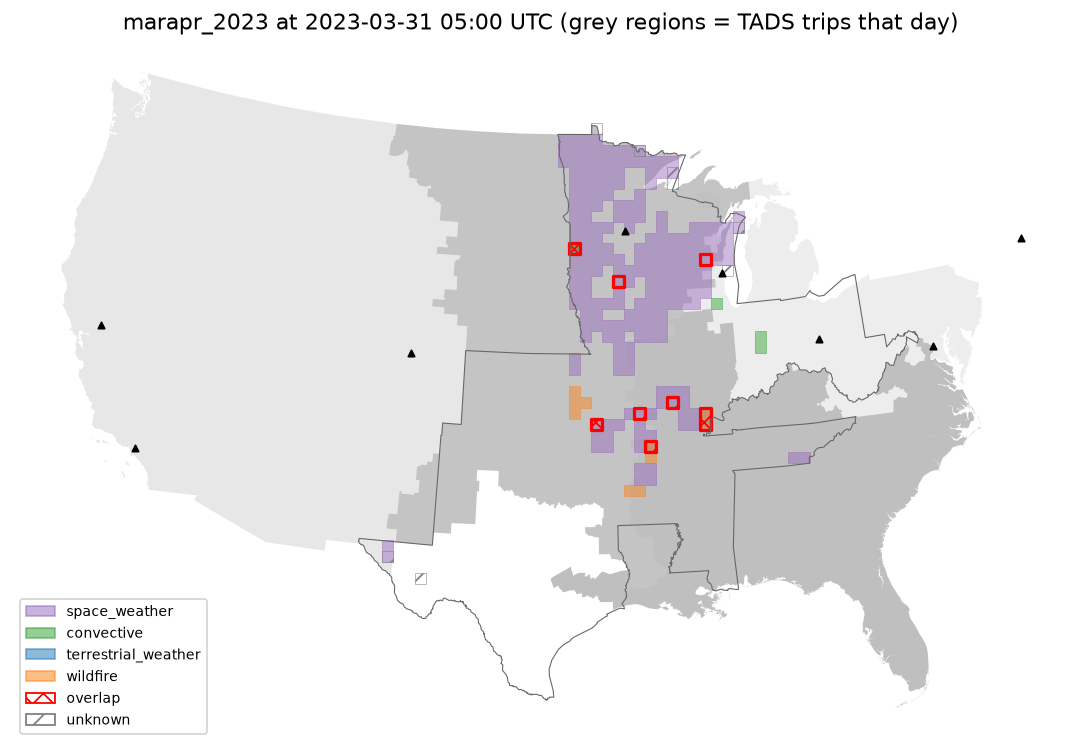 marapr_2023 at 2023-03-31 05:00 UTC (grey regions = TADS trips that day)
space_weather
convective
terrestrial_weather
wildfire
overlap
unknown